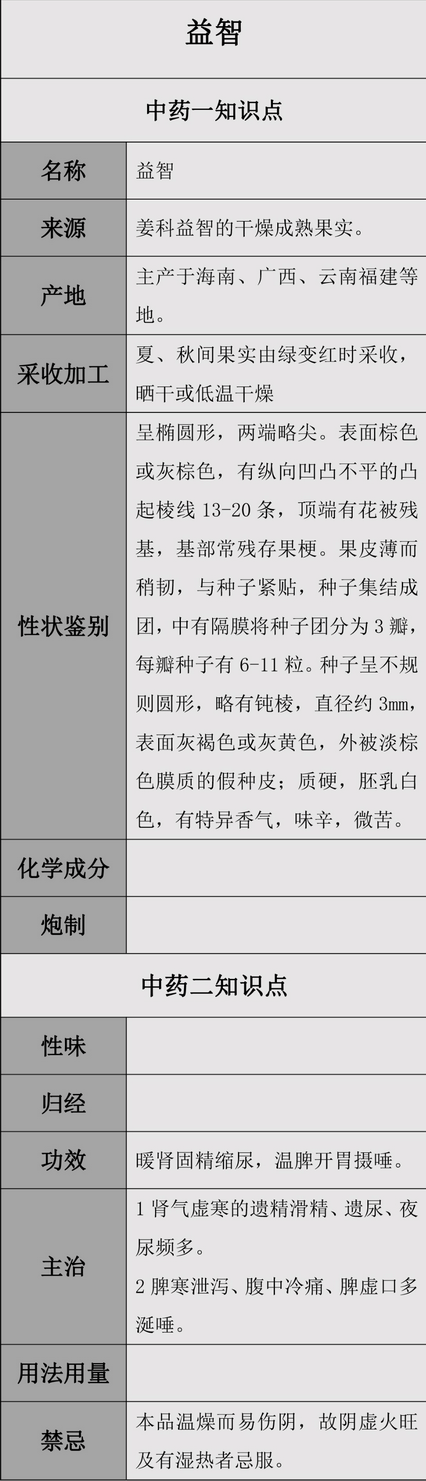 益智
中药一知识点
名称
益智
来源
姜科益智的干燥成熟果实。
产地
主产于海南、广西、云南福建等
地。
采收加工
夏、秋间果实由绿变红时采收，
晒干或低温干燥
性状鉴别
呈椭圆形，两端略尖。表面棕色
或灰棕色，有纵向凹凸不平的凸
起棱线 13-20 条，顶端有花被残
基，基部常残存果梗。果皮薄而
稍韧，与种子紧贴，种子集结成
团，中有隔膜将种子团分为 3 瓣，
每瓣种子有 6-11 粒。种子呈不规
则圆形，略有钝棱，直径约 3mm，
表面灰褐色或灰黄色，外被淡棕
色膜质的假种皮；质硬，胚乳白
色，有特异香气，味辛，微苦。
化学成分
炮制
中药二知识点
性味
归经
功效
暖肾固精缩尿，温脾开胃摄唾。
主治
1 肾气虚寒的遗精滑精、遗尿、夜
尿频多。
2 脾寒泄泻、腹中冷痛、脾虚口多
涎唾。
用法用量
禁忌
本品温燥而易伤阴，故阴虚火旺
及有湿热者忌服。